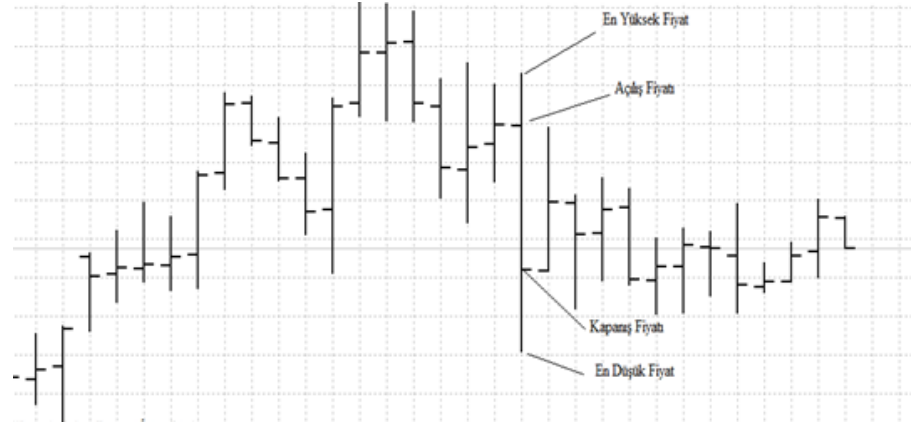 En Yüksek Fiyat
Açılış Fiyatı
Kapanış Fiyatı
En Düşük Fiyat